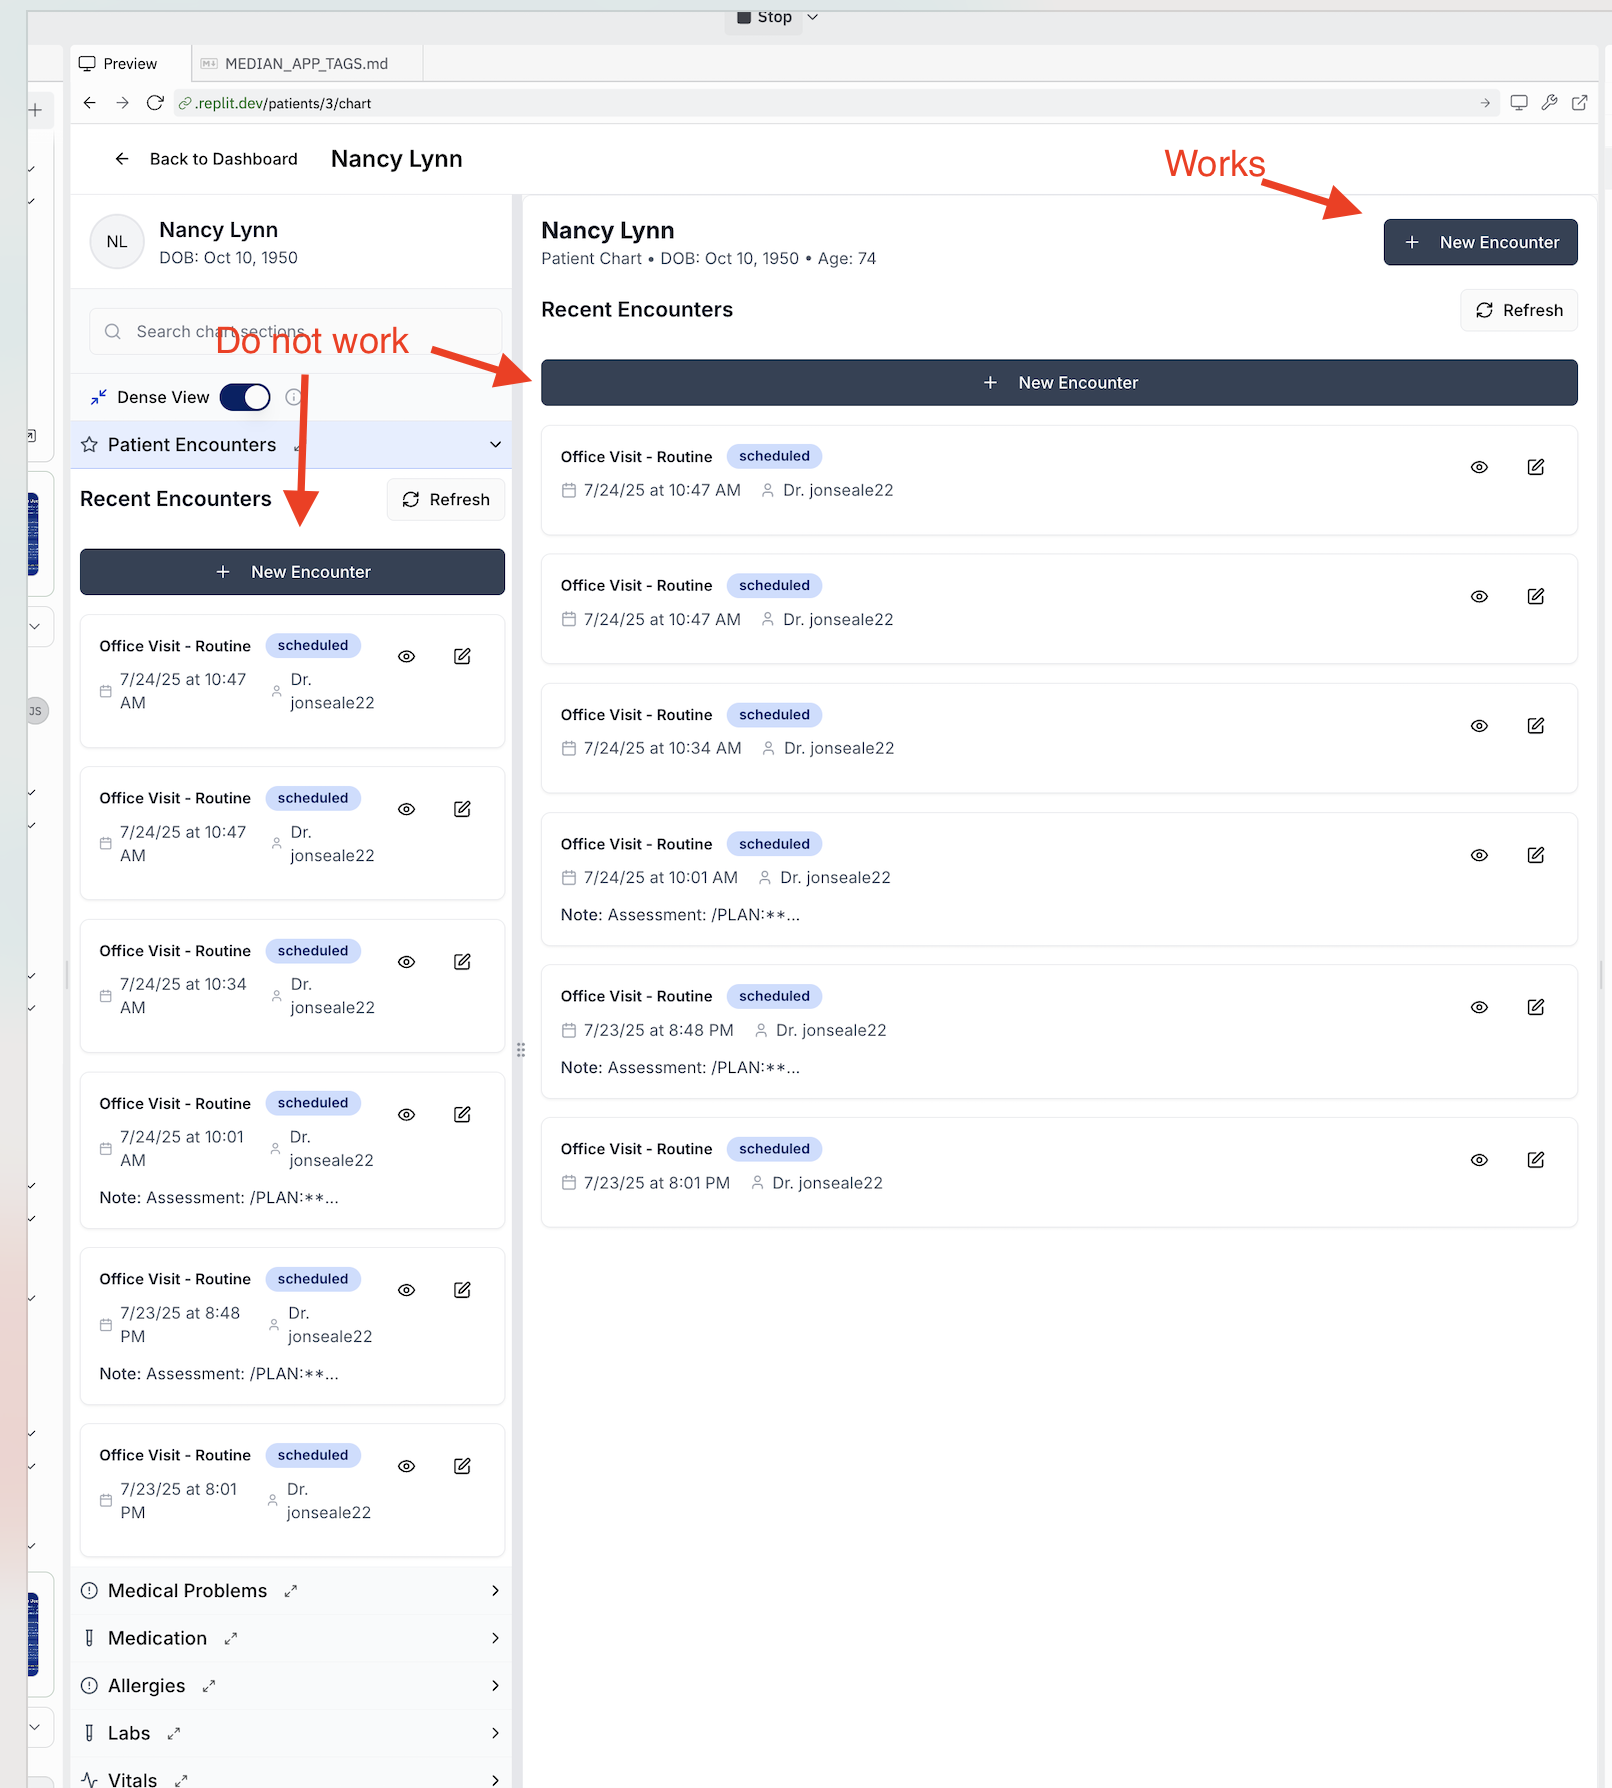 Stop
Preview
MEDIAN_APP_TAGS.md
.replit.dev/patients/3/chart
Back to Dashboard
Nancy Lynn
Works
NL
Nancy Lynn
DOB: Oct 10, 1950
Search chart sections
Do not work
Dense View
Patient Encounters
Recent Encounters
Refresh
New Encounter
Office Visit - Routine scheduled
7/24/25 at 10:47 AM
Dr. jonseale22
Office Visit - Routine scheduled
7/24/25 at 10:47 AM
Dr. jonseale22
Office Visit - Routine scheduled
7/24/25 at 10:34 AM
Dr. jonseale22
Office Visit - Routine scheduled
7/24/25 at 10:01 AM
Dr. jonseale22
Note: Assessment: /PLAN:**...
Office Visit - Routine scheduled
7/23/25 at 8:48 PM
Dr. jonseale22
Note: Assessment: /PLAN:**...
Office Visit - Routine scheduled
7/23/25 at 8:01 PM
Dr. jonseale22
Medical Problems
Medication
Allergies
Labs
Vitals
Nancy Lynn
Patient Chart • DOB: Oct 10, 1950 • Age: 74
New Encounter
Recent Encounters
Refresh
New Encounter
Office Visit - Routine scheduled
7/24/25 at 10:47 AM Dr. jonseale22
Office Visit - Routine scheduled
7/24/25 at 10:47 AM Dr. jonseale22
Office Visit - Routine scheduled
7/24/25 at 10:34 AM Dr. jonseale22
Office Visit - Routine scheduled
7/24/25 at 10:01 AM Dr. jonseale22
Note: Assessment: /PLAN:**...
Office Visit - Routine scheduled
7/23/25 at 8:48 PM Dr. jonseale22
Note: Assessment: /PLAN:**...
Office Visit - Routine scheduled
7/23/25 at 8:01 PM Dr. jonseale22
JS